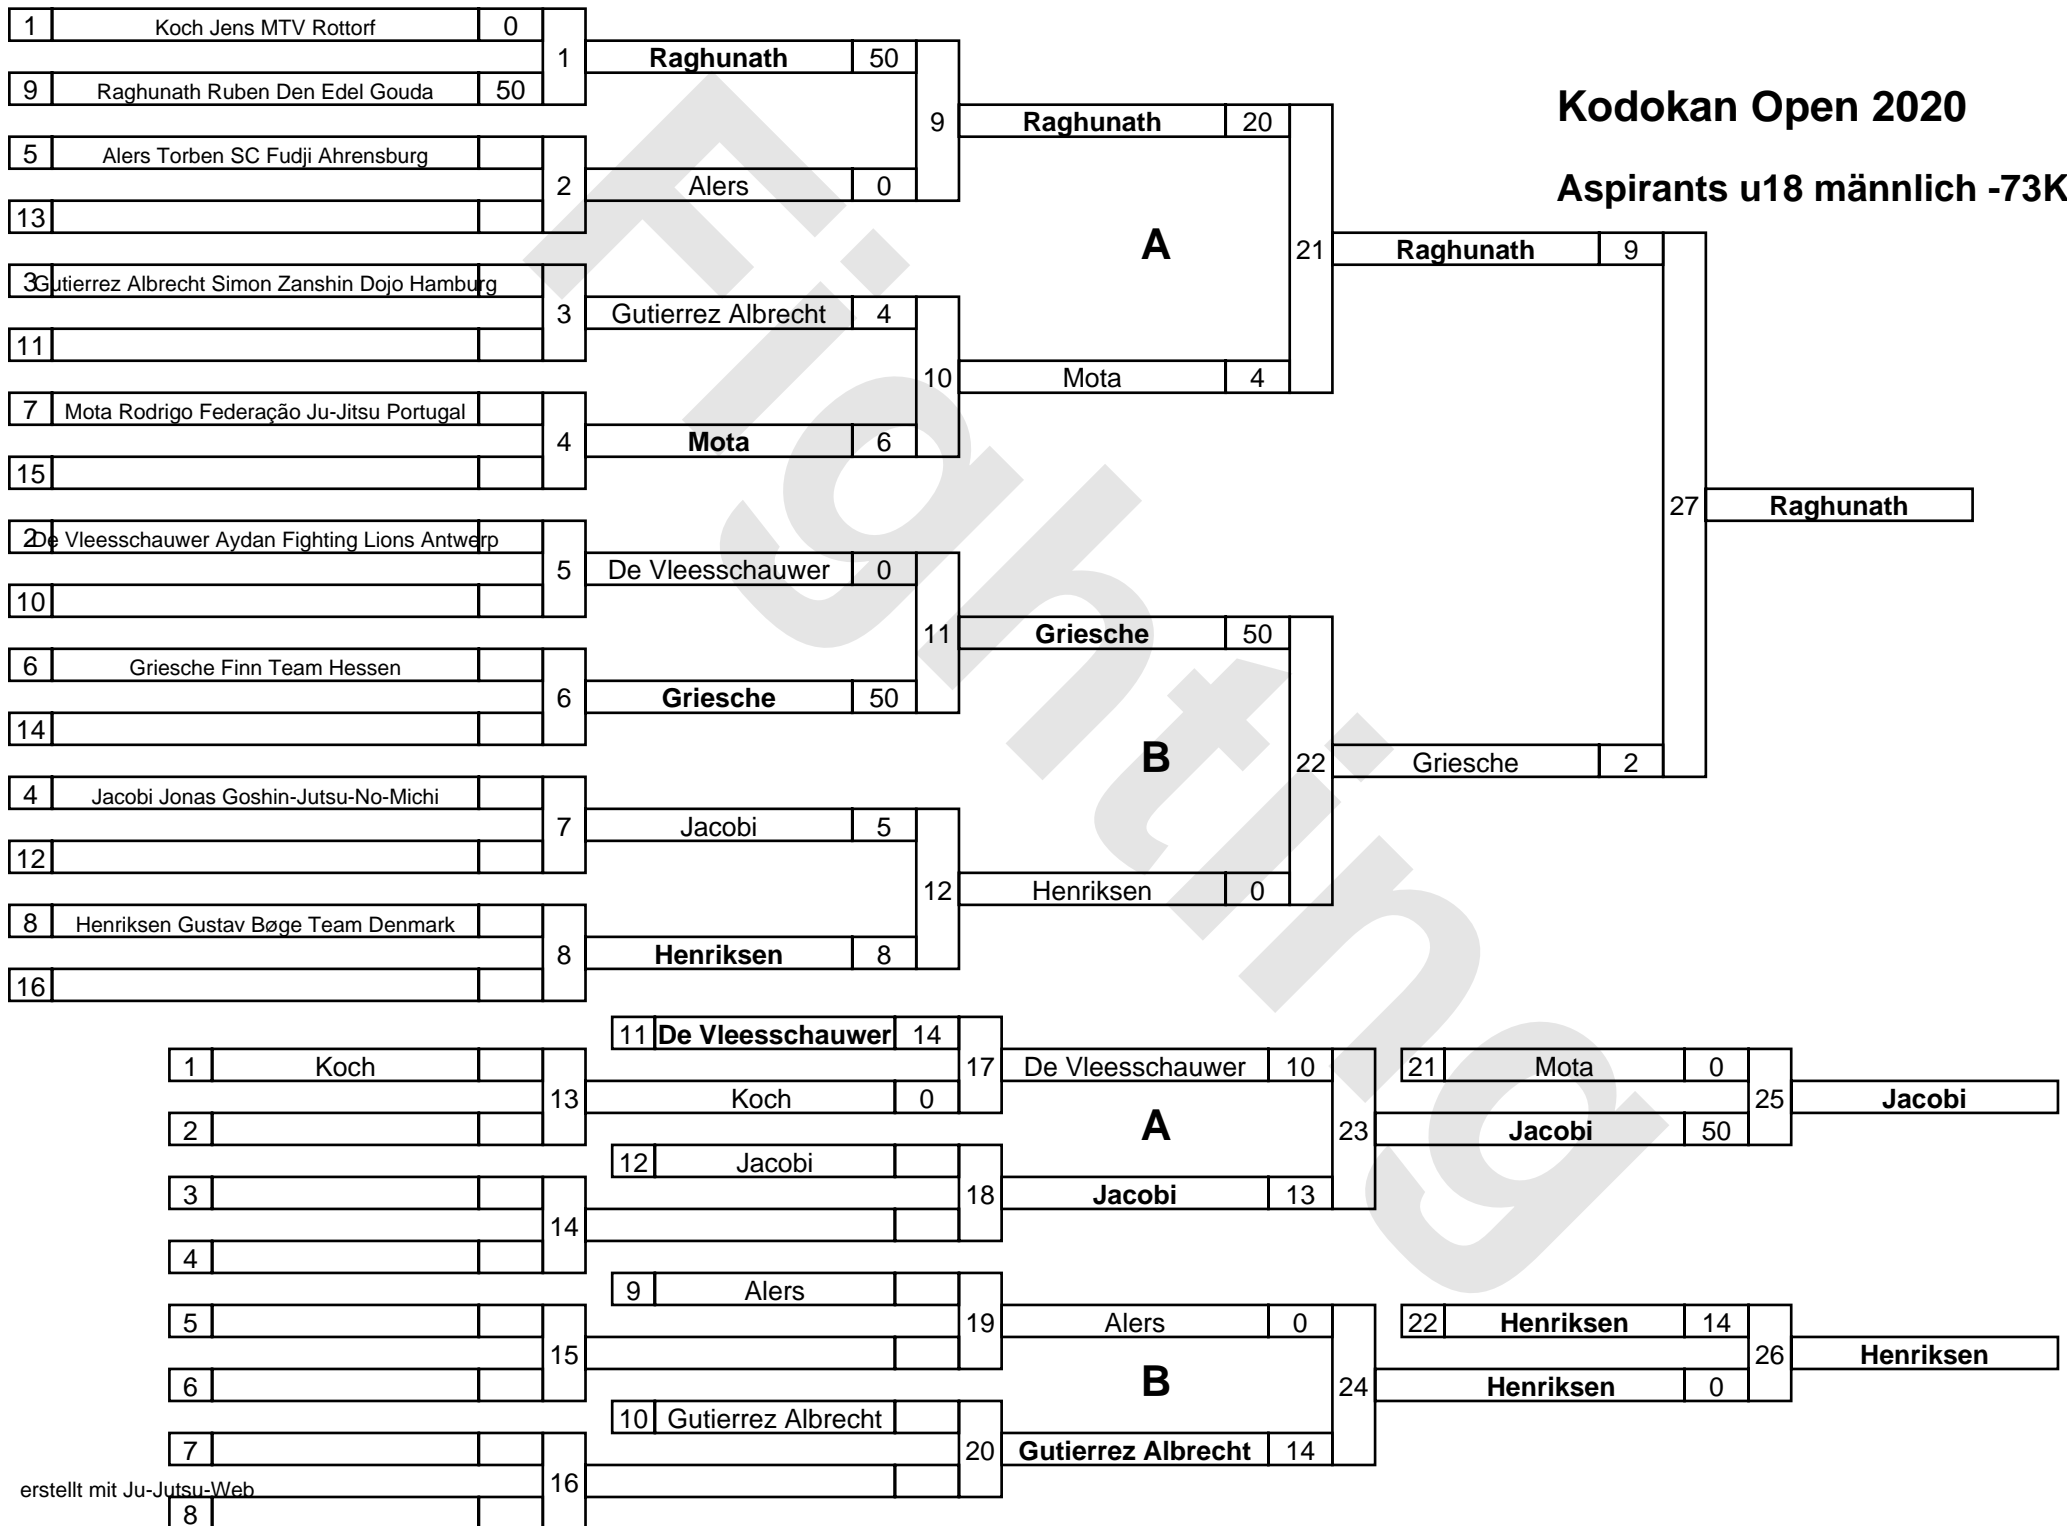 Kodokan Open 2020
Aspirants u18 männlich -73K
Fighting
1 Koch Jens MTV Rottorf 0
1
Raghunath 50
9 Raghunath Ruben Den Edel Gouda 50
9
Raghunath 20
5 Alers Torben SC Fudji Ahrensburg
2
Alers 0
13
A
21
Raghunath 9
3 Gutierrez Albrecht Simon Zanshin Dojo Hamburg
3
Gutierrez Albrecht 4
11
10
Mota 4
7 Mota Rodrigo Federação Ju-Jitsu Portugal
4
Mota 6
15
27
Raghunath
2 De Vleesschauwer Aydan Fighting Lions Antwerp
5
De Vleesschauwer 0
10
11
Griesche 50
6 Griesche Finn Team Hessen
6
Griesche 50
14
B
22
Griesche 2
4 Jacobi Jonas Goshin-Jutsu-No-Michi
7
Jacobi 5
12
12
Henriksen 0
8 Henriksen Gustav Bøge Team Denmark
8
Henriksen 8
16
11 De Vleesschauwer 14
17
De Vleesschauwer 10
21 Mota 0
1 Koch
13
Koch 0
25
Jacobi
2
A
23
Jacobi 50
12 Jacobi
18
Jacobi 13
3
14
4
9 Alers
19
Alers 0
22 Henriksen 14
5
15
26
Henriksen
6
B
24
Henriksen 0
10 Gutierrez Albrecht
20
Gutierrez Albrecht 14
7
16
erstellt mit Ju-Jutsu-Web
8